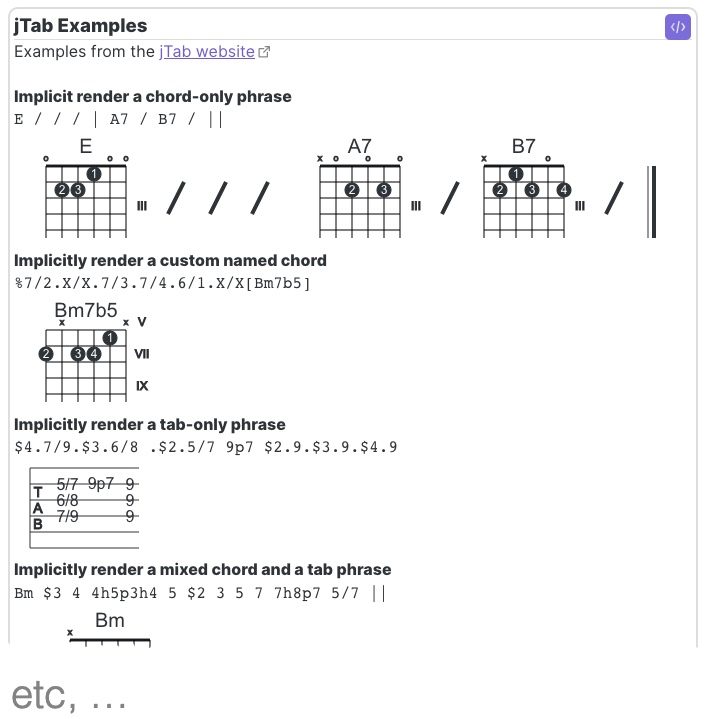 jTab Examples
</>
Examples from the jTab website
Implicit render a chord-only phrase
E / / / | A7 / B7 / ||
E A7 B7
o o o x o o o x o
1 1
2 3 2 3 2 3 4
III III III
Implicitly render a custom named chord
%7/2.X/X.7/3.7/4.6/1.X/X[Bm7b5]
Bm7b5
x x V
1
2 3 4 VII
IX
Implicitly render a tab-only phrase
$4.7/9.$3.6/8 .$2.5/7 9p7 $2.9.$3.9.$4.9
5/7 9p7 9
T
6/8 9
A
7/9 9
B
Implicitly render a mixed chord and a tab phrase
Bm $3 4 4h5p3h4 5 $2 3 5 7 7h8p7 5/7 ||
Bm
x
etc, ...